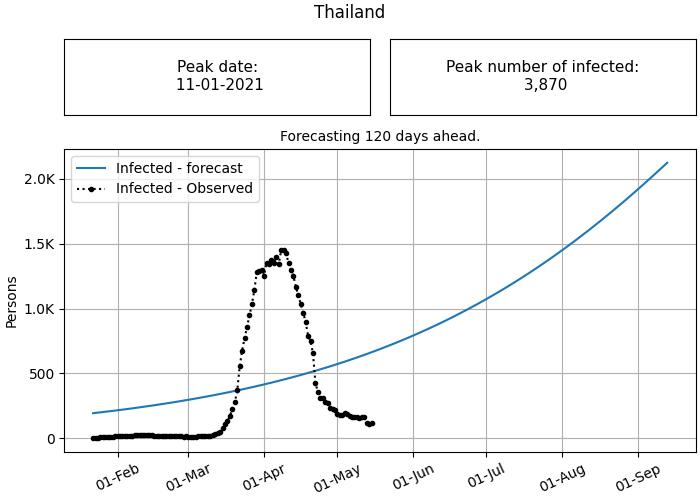 Thailand
Peak date:
11-01-2021
Peak number of infected:
3,870
Forecasting 120 days ahead.
Infected - forecast
Infected - Observed
Persons
2.0K
1.5K
1.0K
500
0
01-Feb
01-Mar
01-Apr
01-May
01-Jun
01-Jul
01-Aug
01-Sep